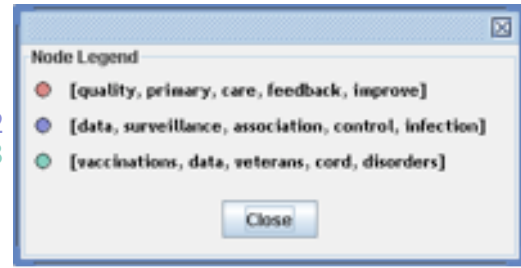 Node Legend
[quality, primary, care, feedback, improve]
[data, surveillance, association, control, infection]
[vaccinations, data, veterans, cord, disorders]
Close